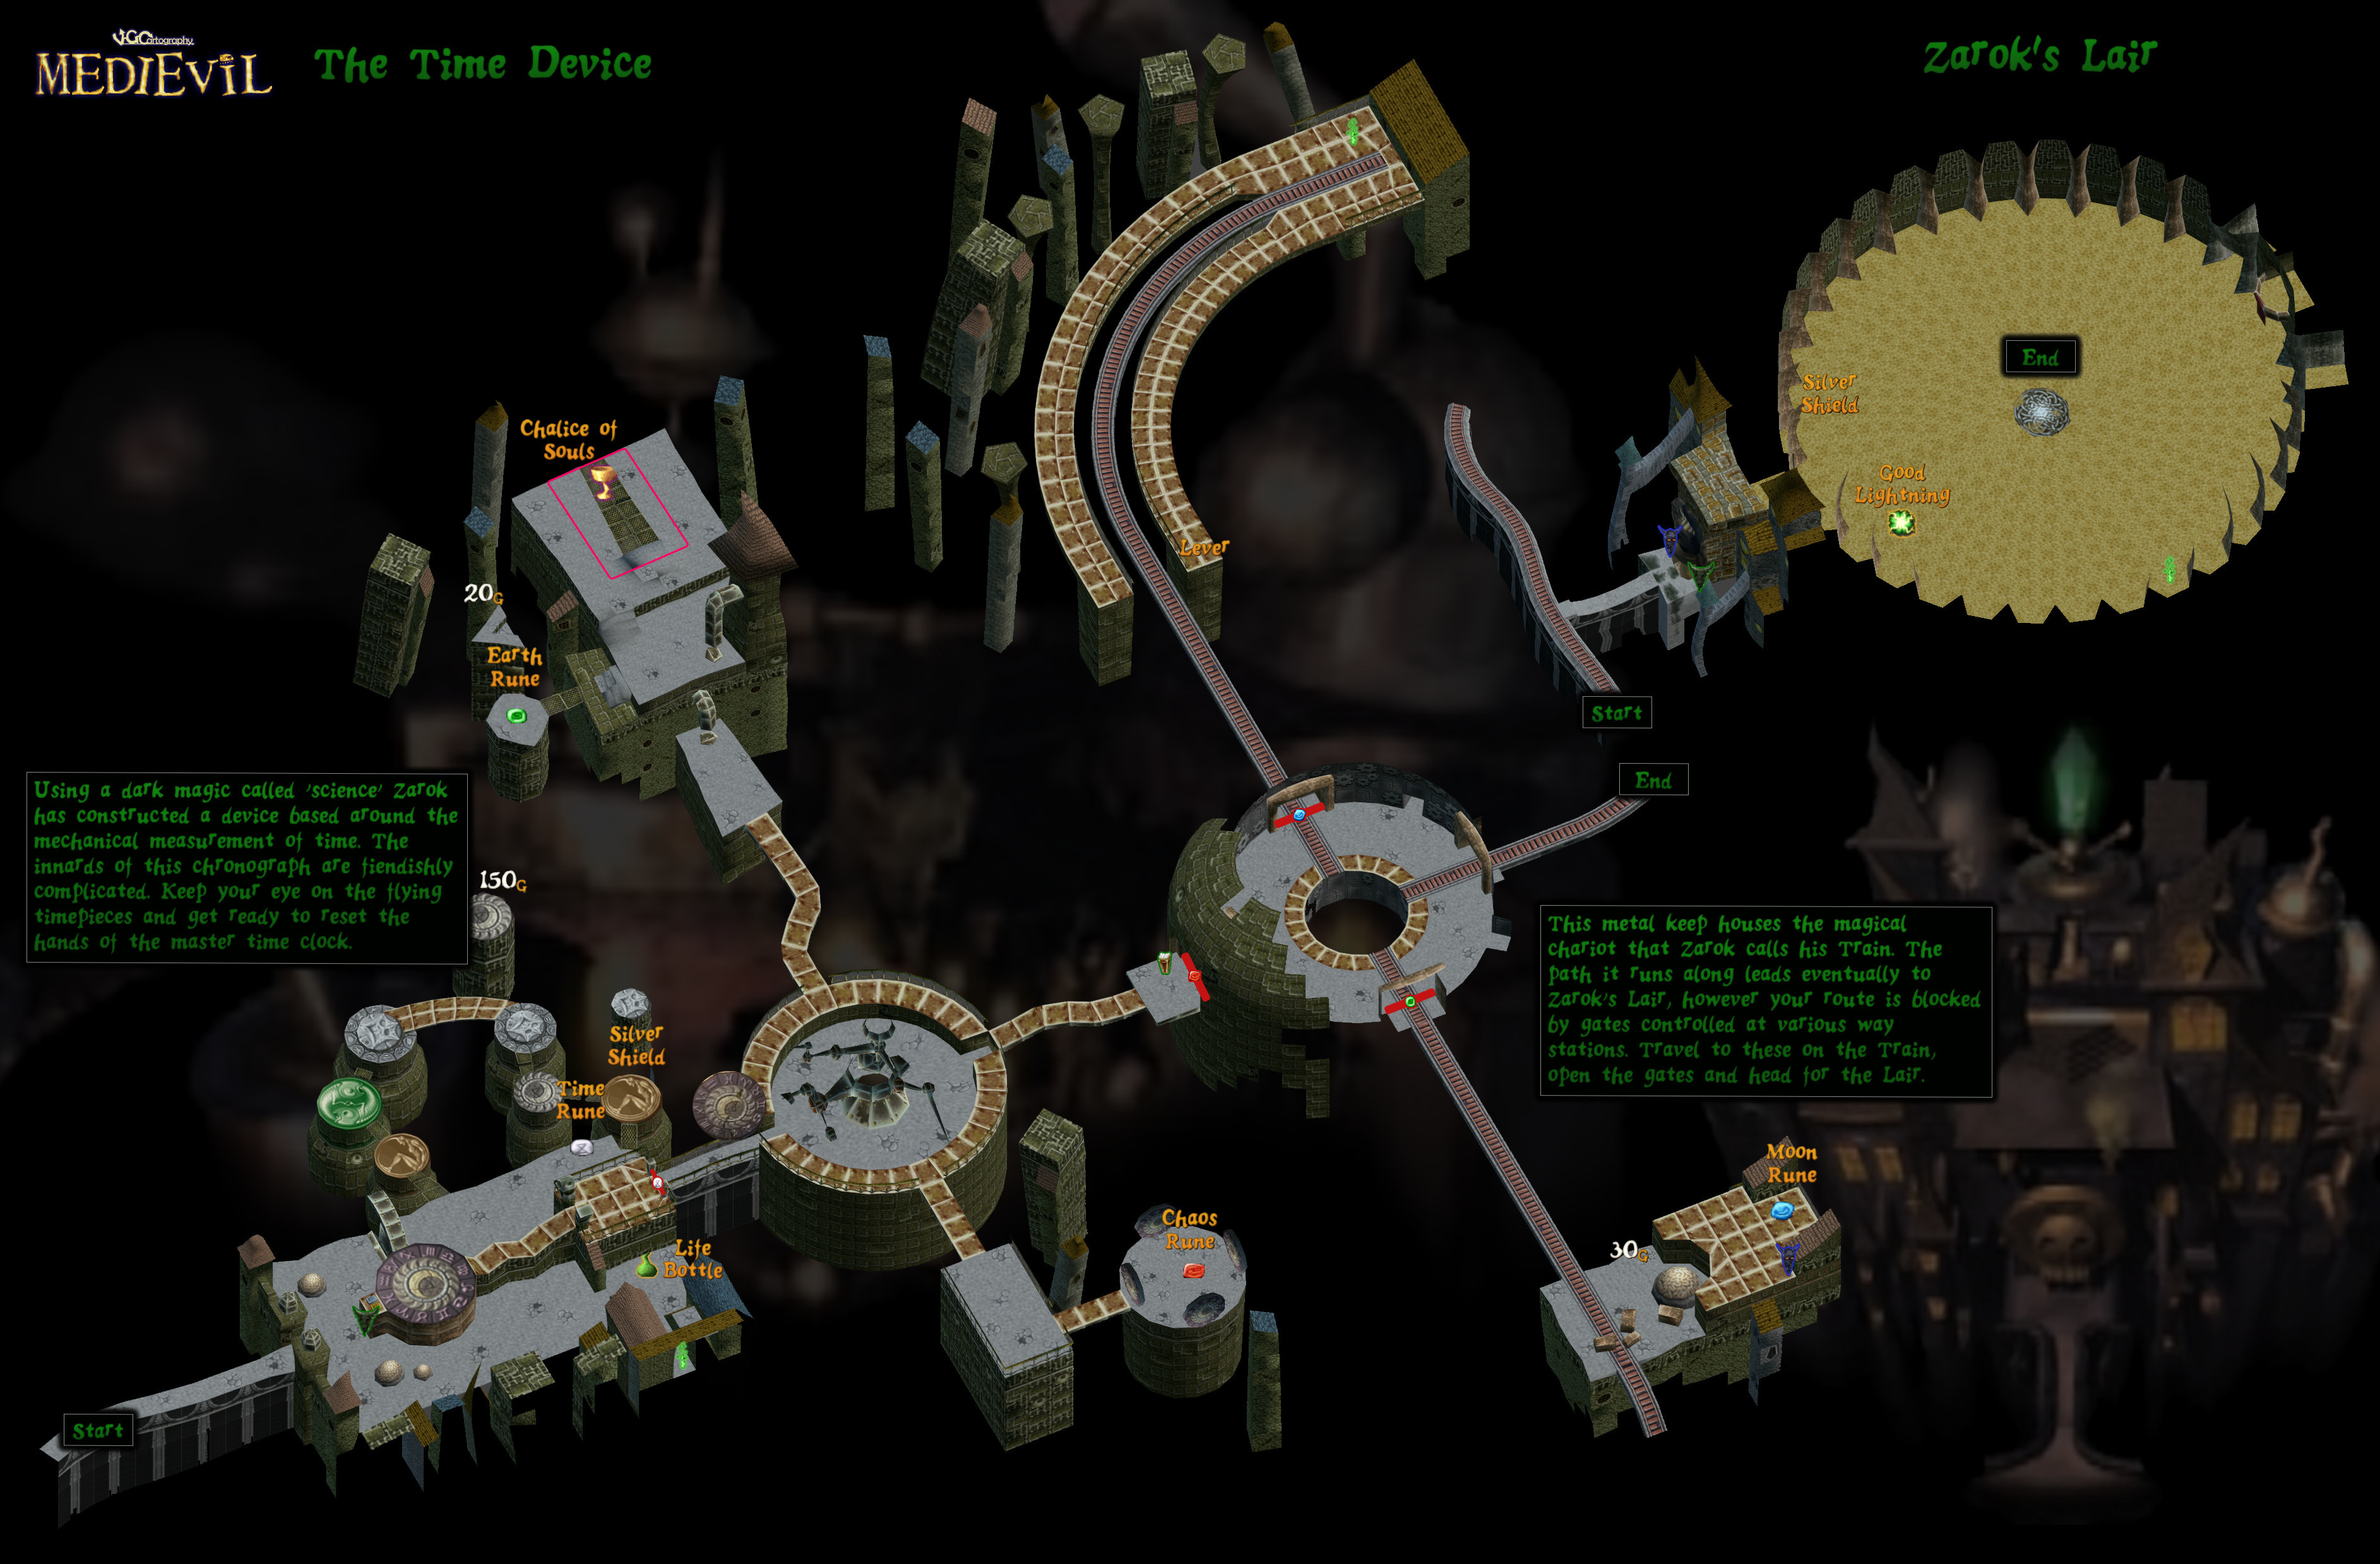 VGCartography
MEDIEVIL
The Time Device
Zarok's Lair
End
Silver
Shield
Good
Lightning
Chalice of
Souls
Lever
20G
Earth
Rune
Start
End
Using a dark magic called 'science' Zarok
has constructed a device based around the
mechanical measurement of time. The
innards of this chronograph are fiendishly
complicated. Keep your eye on the flying
timepieces and get ready to reset the
hands of the master time clock.
150G
This metal keep houses the magical
chariot that Zarok calls his Train. The
path it runs along leads eventually to
Zarok's Lair, however your route is blocked
by gates controlled at various way
stations. Travel to these on the Train,
open the gates and head for the Lair.
Silver
Shield
Time
Rune
Moon
Rune
Chaos
Rune
Life
Bottle
30G
Start